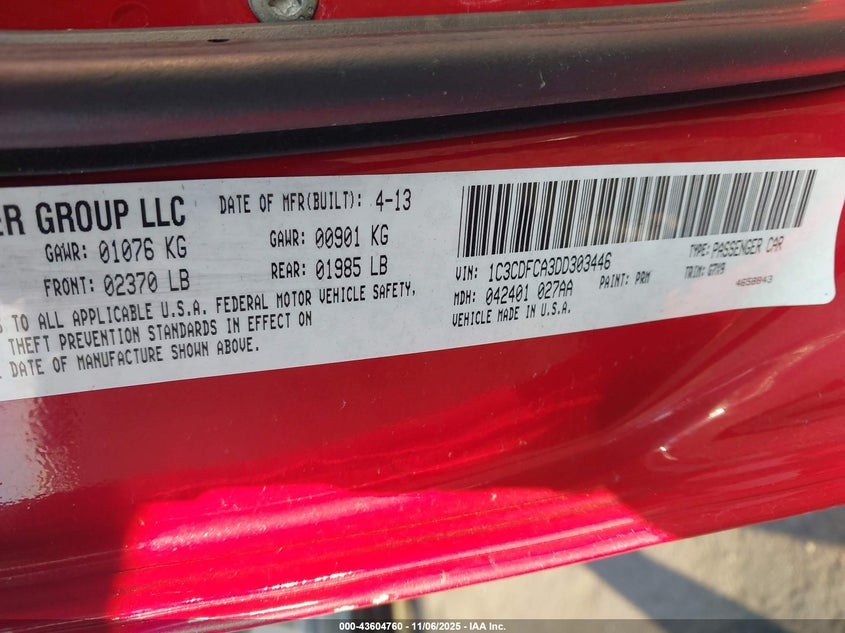 ER GROUP LLC
DATE OF MFR(BUILT): 4-13
GAWR: 01076 KG
GAWR: 00901 KG
FRONT: 02370 LB
REAR: 01985 LB
S TO ALL APPLICABLE U.S.A. FEDERAL MOTOR VEHICLE SAFETY,
THEFT PREVENTION STANDARDS IN EFFECT ON
DATE OF MANUFACTURE SHOWN ABOVE.
VIN: 1C3CDFCA3DD303446
TYPE: PASSENGER CAR
MDH: 042401 027AA
PAINT: PRM
TRIM: G7X9
VEHICLE MADE IN U.S.A.
4658843
000-43604760 - 11/06/2025 - IAA Inc.